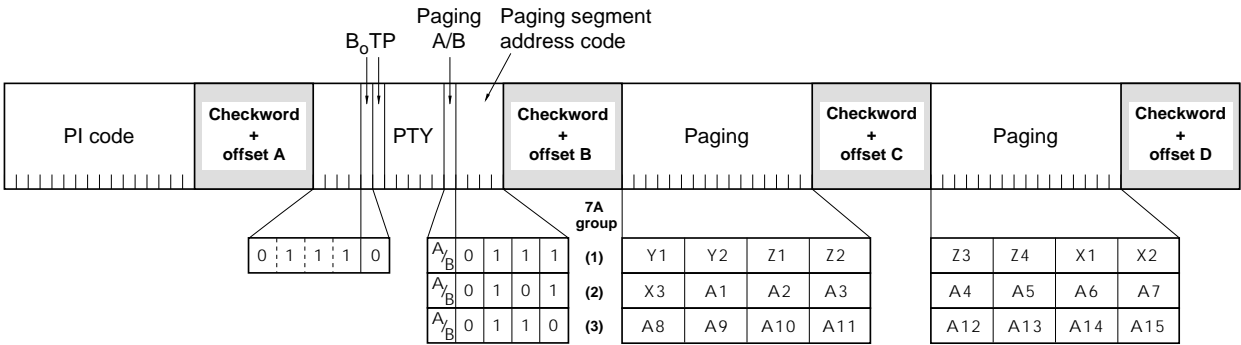 Paging Paging segment
BoTP A/B address code
PI code Checkword + offset A PTY Checkword + offset B Paging Checkword + offset C Paging Checkword + offset D
7A group
0 1 1 1 0 A/B 0 1 1 1 (1) Y1 Y2 Z1 Z2 Z3 Z4 X1 X2
A/B 0 1 0 1 (2) X3 A1 A2 A3 A4 A5 A6 A7
A/B 0 1 1 0 (3) A8 A9 A10 A11 A12 A13 A14 A15